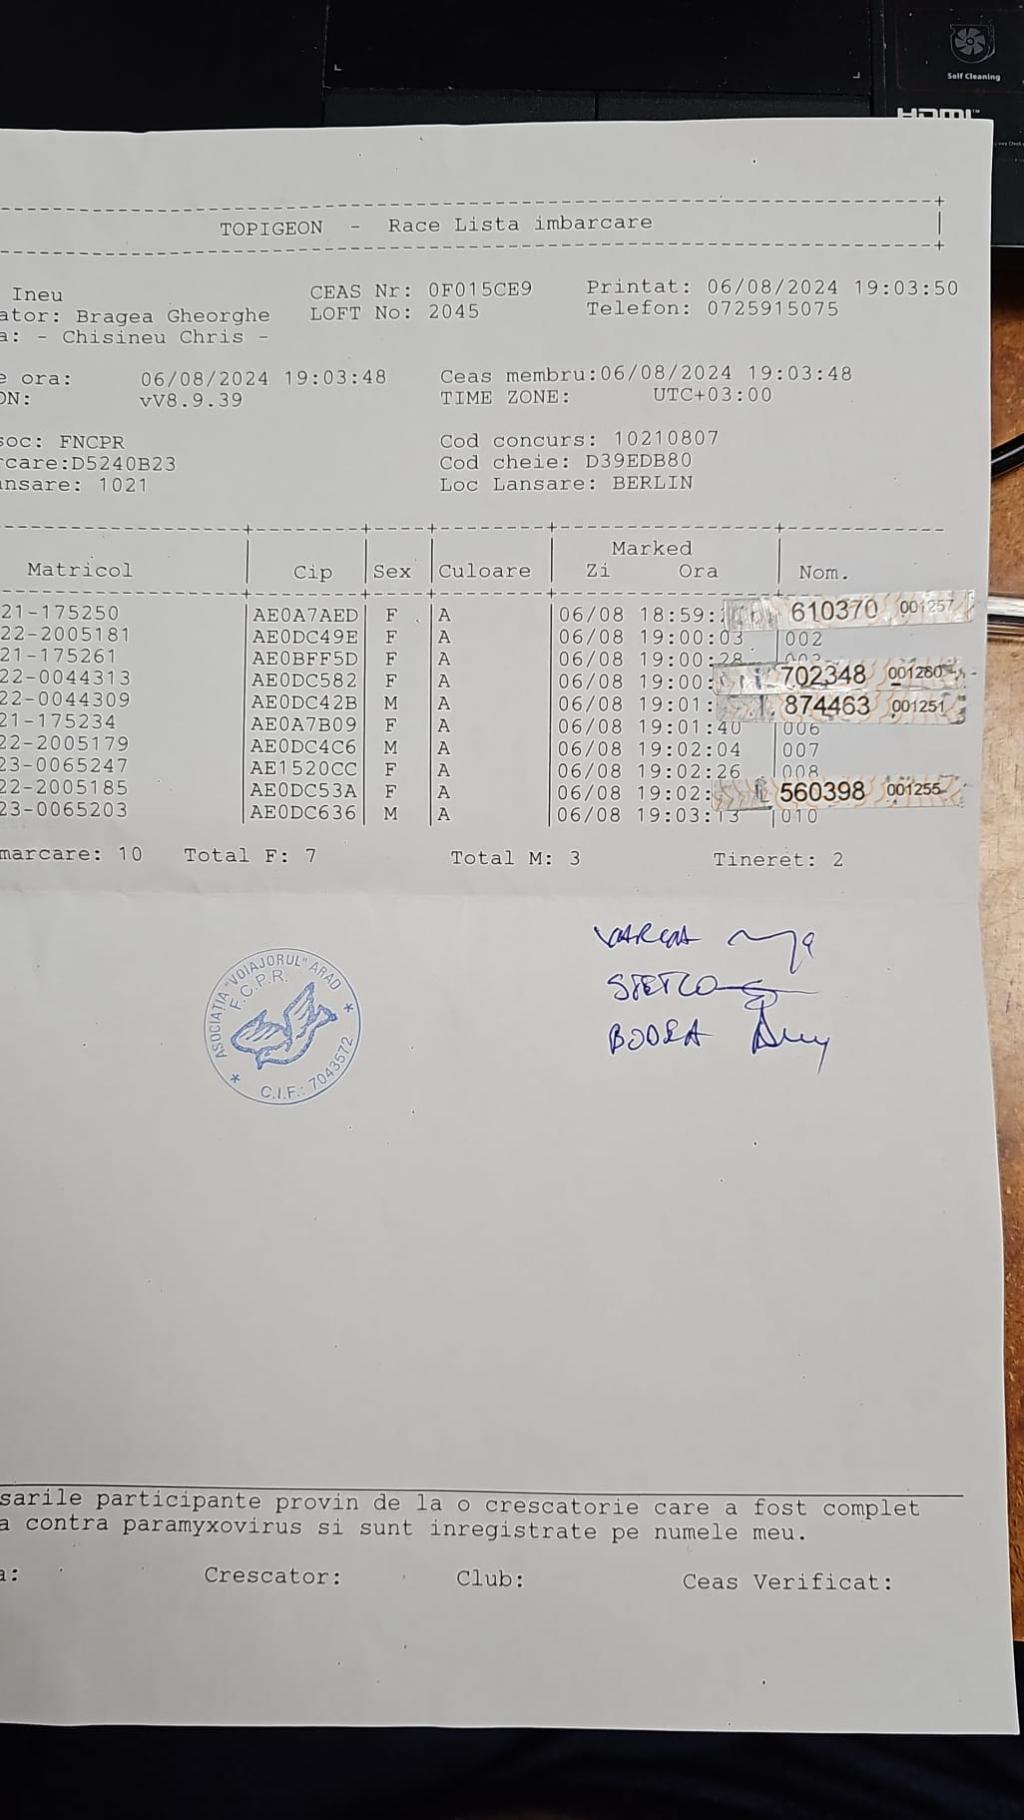 Self Cleaning
HDMI™
TOPIGEON - Race Lista imbarcare
Ineu CEAS Nr: 0F015CE9 Printat: 06/08/2024 19:03:50
ator: Bragea Gheorghe LOFT No: 2045 Telefon: 0725915075
a: - Chisineu Chris -
e ora: 06/08/2024 19:03:48 Ceas membru:06/08/2024 19:03:48
ON: vV8.9.39 TIME ZONE: UTC+03:00
soc: FNCPR Cod concurs: 10210807
rcare:D5240B23 Cod cheie: D39EDB80
ansare: 1021 Loc Lansare: BERLIN
Marked
Matricol Cip Sex Culoare Zi Ora Nom.
21-175250 AE0A7AED F A 06/08 18:59: 610370 001257
22-2005181 AE0DC49E F A 06/08 19:00:03 002
21-175261 AE0BFF5D F A 06/08 19:00:28 003
22-0044313 AE0DC582 F A 06/08 19:00: 702348 001260
22-0044309 AE0DC42B M A 06/08 19:01: 874463 001251
21-175234 AE0A7B09 F A 06/08 19:01:40 006
22-2005179 AE0DC4C6 M A 06/08 19:02:04 007
23-0065247 AE1520CC F A 06/08 19:02:26 008
22-2005185 AE0DC53A F A 06/08 19:02: 560398 001255
23-0065203 AE0DC636 M A 06/08 19:03:13 010
marcare: 10 Total F: 7 Total M: 3 Tineret: 2
VARGA
BODEA
ASOCIAȚIA "VOIAJORUL" ARAD
F.C.P.R.
C.I.F.: 7043572
sarile participante provin de la o crescatorie care a fost complet
a contra paramyxovirus si sunt inregistrate pe numele meu.
a: Crescator: Club: Ceas Verificat: